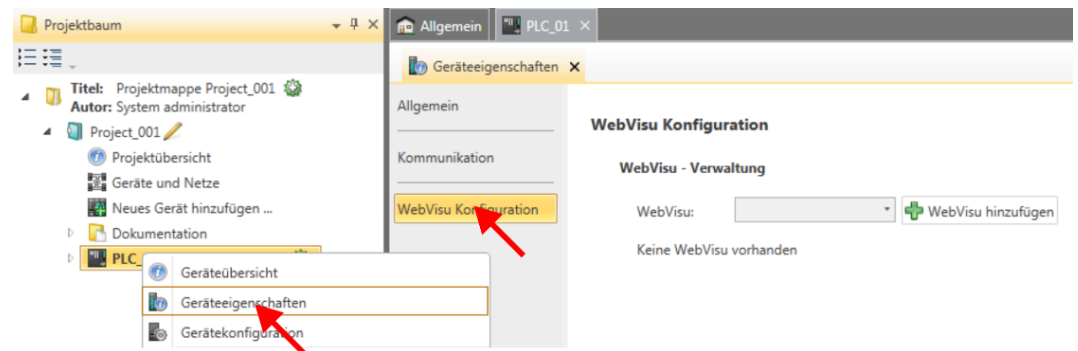 Projektbaum
Allgemein
PLC_01
Geräteeigenschaften
Titel: Projektmappe Project_001
Autor: System administrator
Project_001
Projektübersicht
Geräte und Netze
Neues Gerät hinzufügen ...
Dokumentation
PLC_
Geräteübersicht
Geräteeigenschaften
Gerätekonfiguration
Allgemein
Kommunikation
WebVisu Konfiguration
WebVisu Konfiguration
WebVisu - Verwaltung
WebVisu:
WebVisu hinzufügen
Keine WebVisu vorhanden